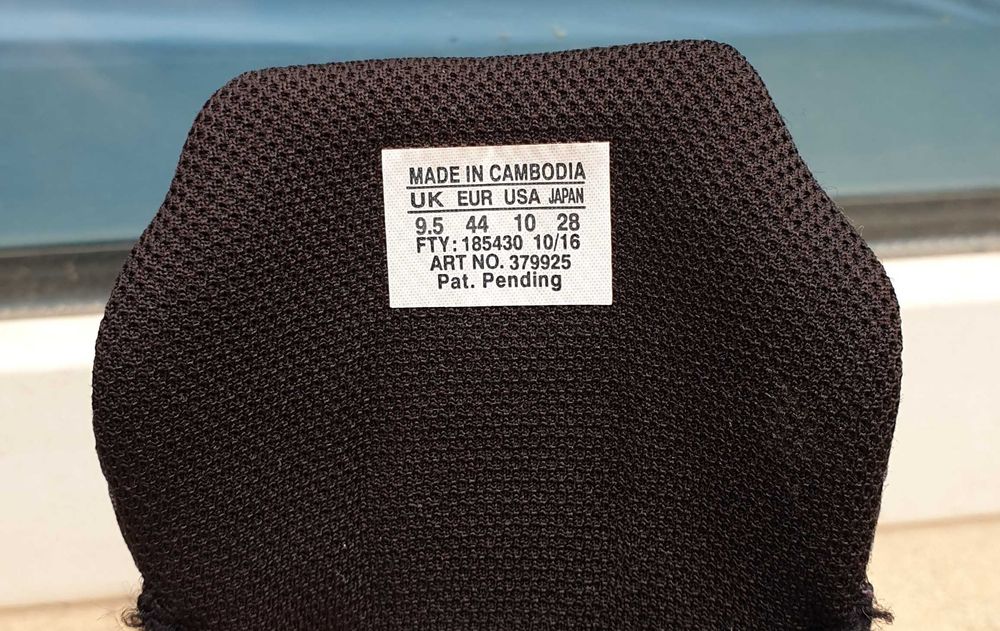 MADE IN CAMBODIA
UK EUR USA JAPAN
9.5 44 10 28
FTY: 185430 10/16
ART NO. 379925
Pat. Pending